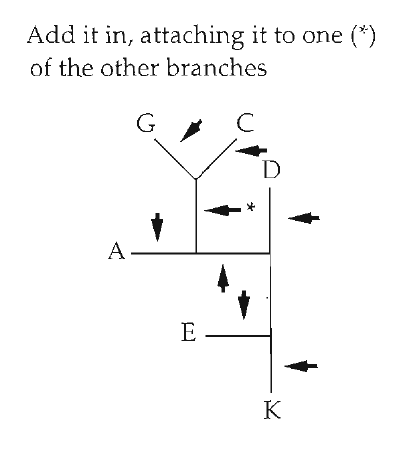 Add it in, attaching it to one (*)
of the other branches
G
C
D
*
A
E
K